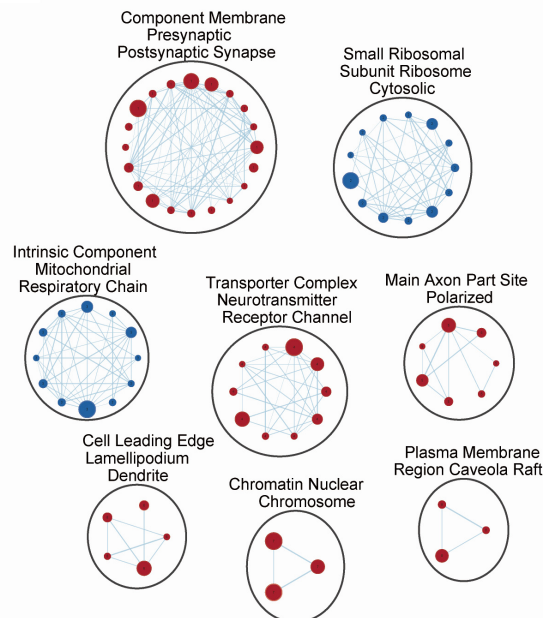 Component Membrane
Presynaptic
Postsynaptic Synapse
Small Ribosomal
Subunit Ribosome
Cytosolic
Intrinsic Component
Mitochondrial
Respiratory Chain
Transporter Complex
Neurotransmitter
Receptor Channel
Main Axon Part Site
Polarized
Cell Leading Edge
Lamellipodium
Dendrite
Chromatin Nuclear
Chromosome
Plasma Membrane
Region Caveola Raft